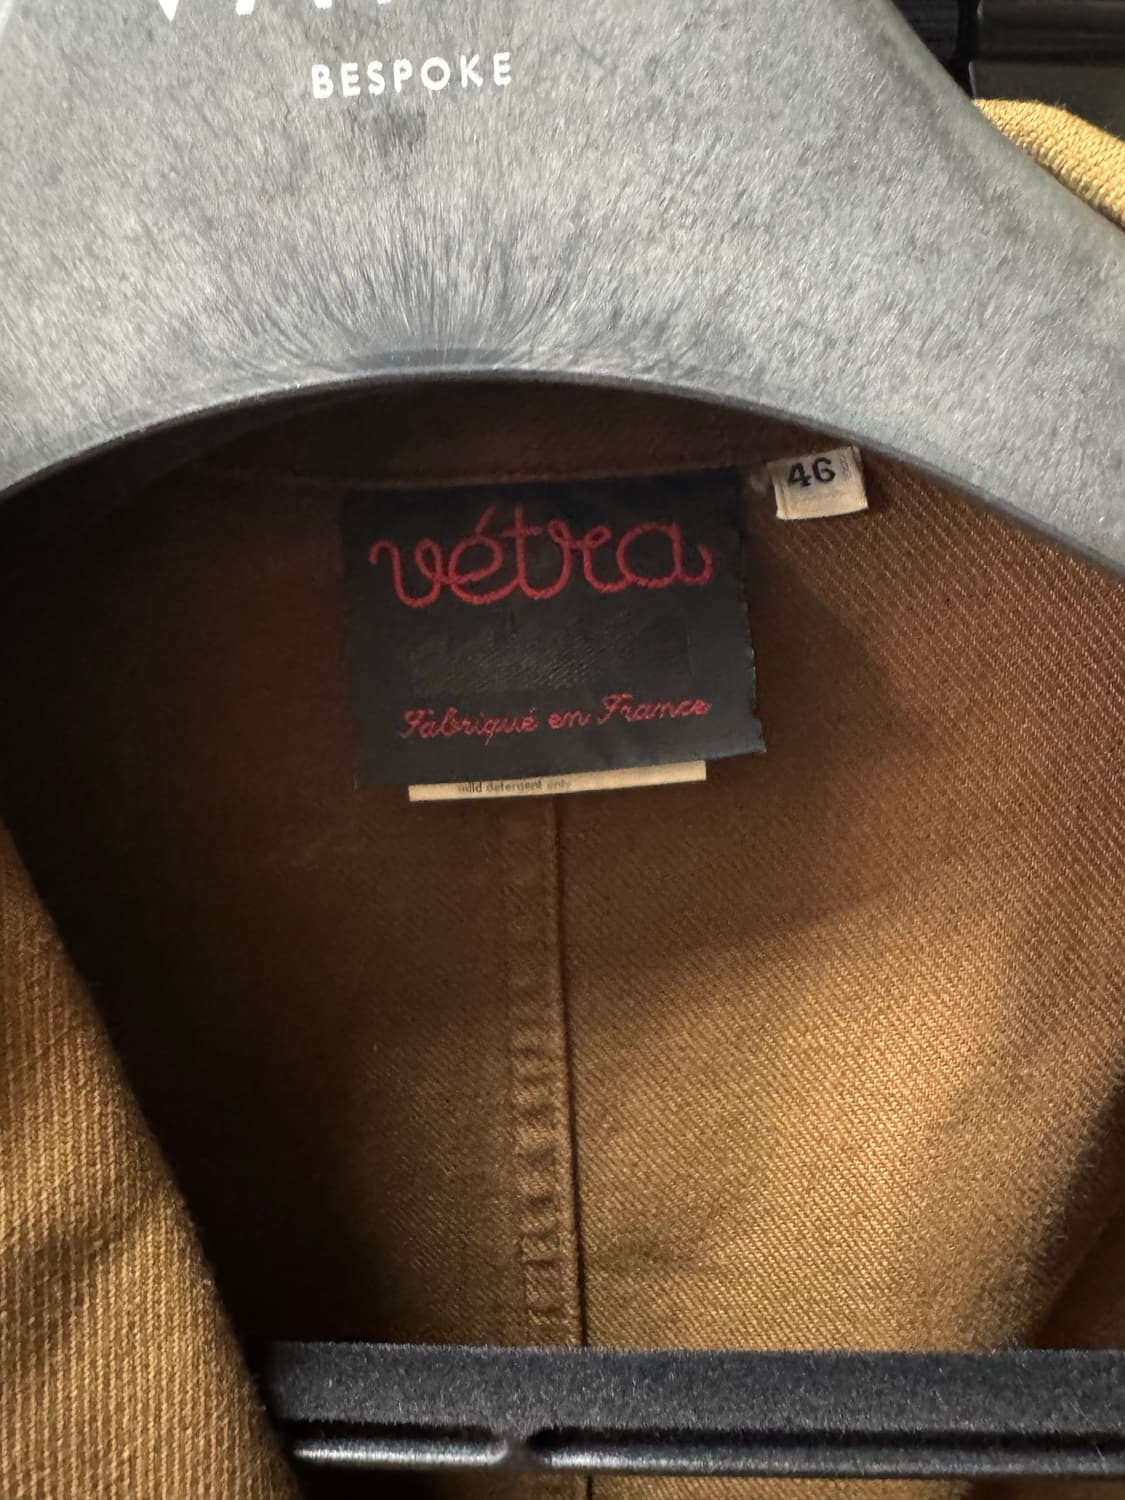 BESPOKE
46
vétra
Fabriqué en France
mild detergent only